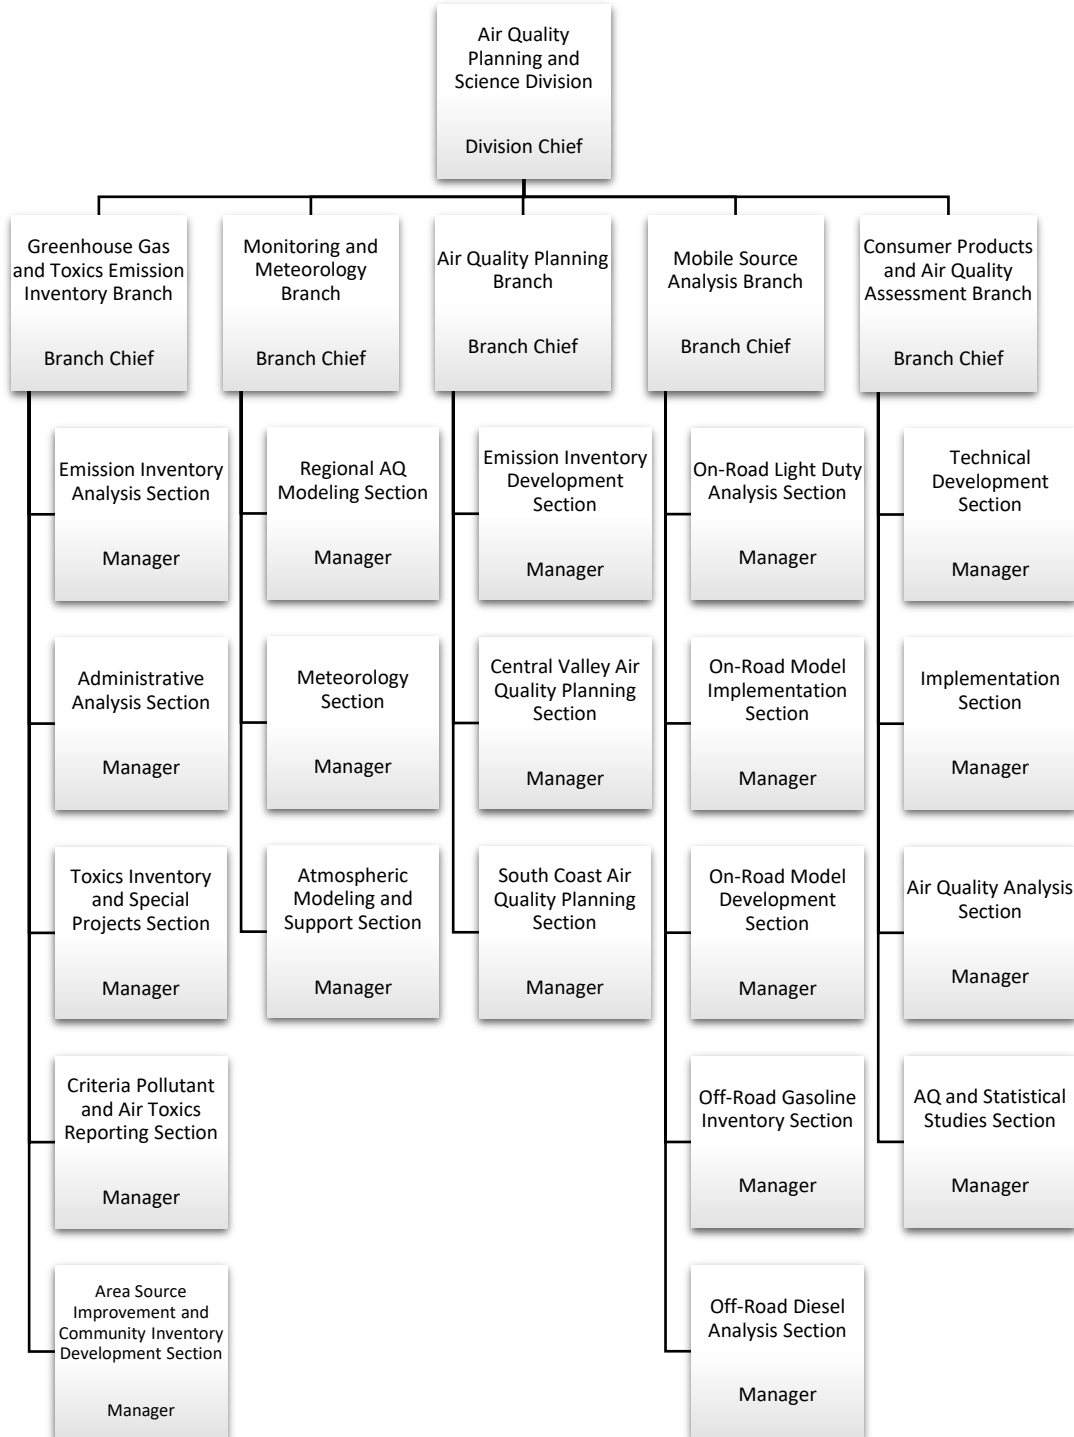 Air Quality
Planning and
Science Division
Division Chief
Greenhouse Gas
and Toxics Emission
Inventory Branch
Branch Chief
Monitoring and
Meteorology
Branch
Branch Chief
Air Quality Planning
Branch
Branch Chief
Mobile Source
Analysis Branch
Branch Chief
Consumer Products
and Air Quality
Assessment Branch
Branch Chief
Emission Inventory
Analysis Section
Manager
Regional AQ
Modeling Section
Manager
Emission Inventory
Development
Section
Manager
On-Road Light Duty
Analysis Section
Manager
Technical
Development
Section
Manager
Administrative
Analysis Section
Manager
Meteorology
Section
Manager
Central Valley Air
Quality Planning
Section
Manager
On-Road Model
Implementation
Section
Manager
Implementation
Section
Manager
Toxics Inventory
and Special
Projects Section
Manager
Atmospheric
Modeling and
Support Section
Manager
South Coast Air
Quality Planning
Section
Manager
On-Road Model
Development
Section
Manager
Air Quality Analysis
Section
Manager
Criteria Pollutant
and Air Toxics
Reporting Section
Manager
Off-Road Gasoline
Inventory Section
Manager
AQ and Statistical
Studies Section
Manager
Area Source
Improvement and
Community Inventory
Development Section
Manager
Off-Road Diesel
Analysis Section
Manager